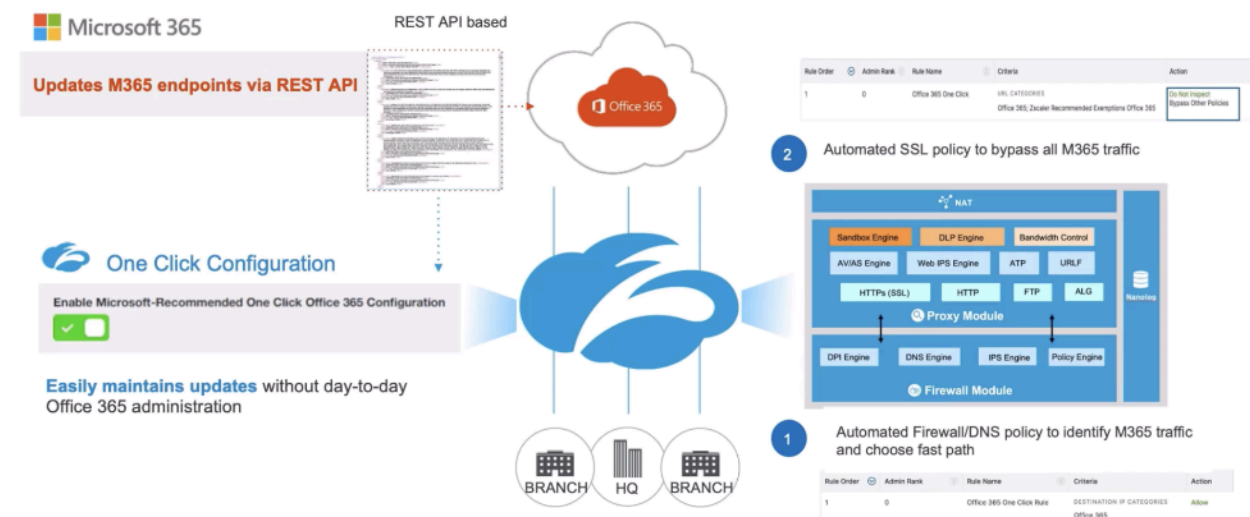 Microsoft 365
Updates M365 endpoints via REST API
REST API based
Office 365
One Click Configuration
Enable Microsoft-Recommended One Click Office 365 Configuration
Easily maintains updates without day-to-day
Office 365 administration
BRANCH
HQ
BRANCH
Rule Order Admin Rank Rule Name Criteria Action
1 0 Office 365 One Click URL CATEGORIES Do Not Inspect
Office 365; Zscaler Recommended Exemptions Office 365 Bypass Other Policies
2 Automated SSL policy to bypass all M365 traffic
NAT
Sandbox Engine DLP Engine Bandwidth Control
AV/AS Engine Web IPS Engine ATP URLF
HTTPs (SSL) HTTP FTP ALG
Proxy Module
Nanolog
DPI Engine DNS Engine IPS Engine Policy Engine
Firewall Module
1 Automated Firewall/DNS policy to identify M365 traffic
and choose fast path
Rule Order Admin Rank Rule Name Criteria Action
1 0 Office 365 One Click Rule DESTINATION IP CATEGORIES Allow
Office 365